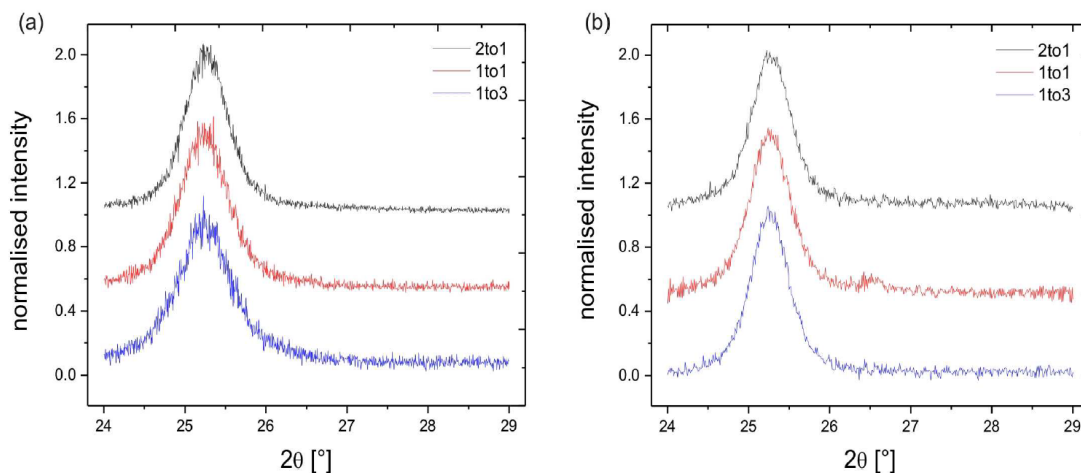 (a)
2to1
1to1
1to3
normalised intensity
2.0
1.6
1.2
0.8
0.4
0.0
24 25 26 27 28 29
2θ [°]
(b)
2to1
1to1
1to3
normalised intensity
2.0
1.6
1.2
0.8
0.4
0.0
24 25 26 27 28 29
2θ [°]